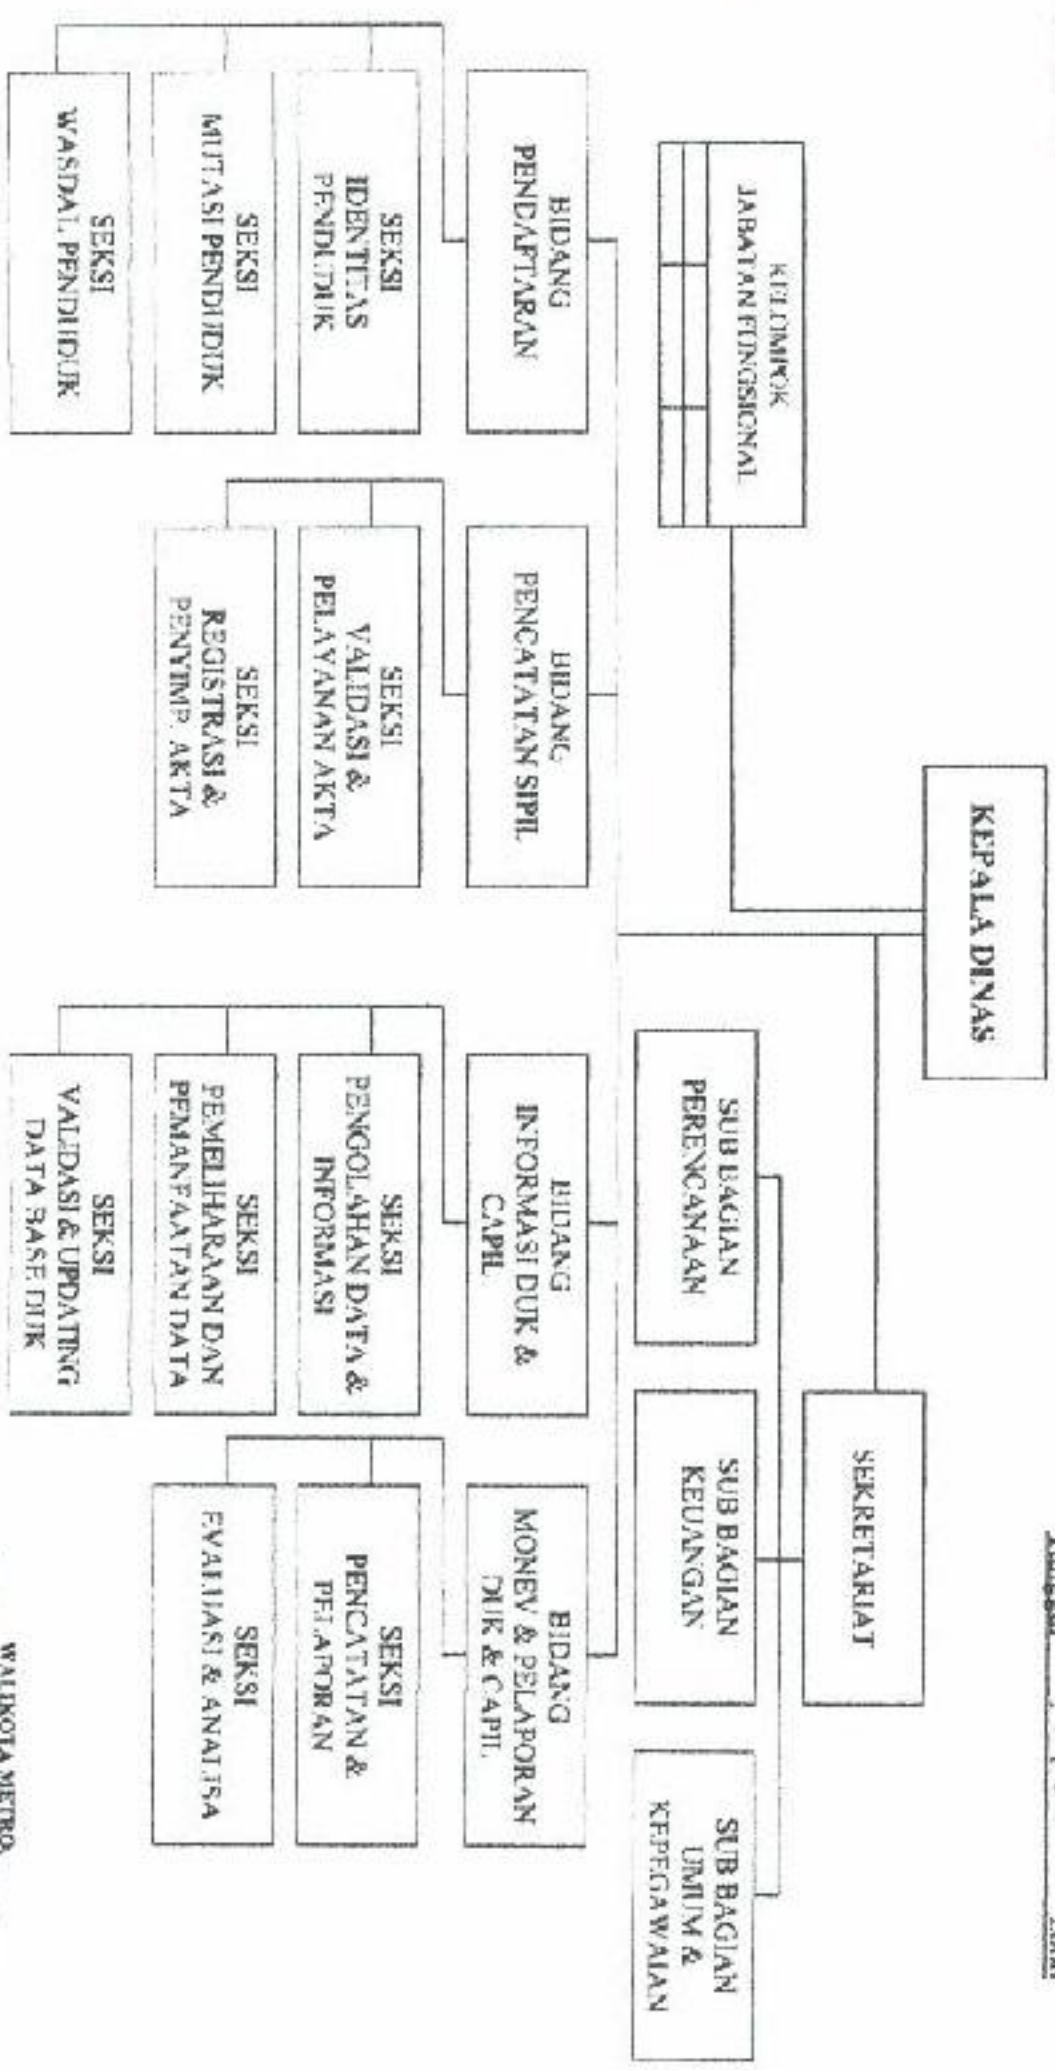 KEPALA DINAS
KELOMPOK
JABATAN FUNGSIONAL
SEKRETARIAT
SUB BAGIAN
PERENCANAAN
SUB BAGIAN
KEUANGAN
SUB BAGIAN
UMUM &
KEPEGAWAIAN
BIDANG
PENDAFTARAN
BIDANG
PENCATATAN SIPIL
BIDANG
INFORMASI DUK &
CAPIL
BIDANG
MONEV & PELAPORAN
DUK & CAPIL
SEKSI
IDENTITAS
PENDUDUK
SEKSI
VALIDASI &
PELAYANAN AKTA
SEKSI
PENGOLAHAN DATA &
INFORMASI
SEKSI
PENCATATAN &
PELAPORAN
SEKSI
MUTASI PENDUDUK
SEKSI
REGISTRASI &
PENYIMP. AKTA
SEKSI
PEMELIHARAAN DAN
PEMANFAATAN DATA
SEKSI
EVALUASI & ANALISA
SEKSI
WASDAL PENDUDUK
SEKSI
VALIDASI & UPDATING
DATA BASE DUK
WALIKOTA METRO,